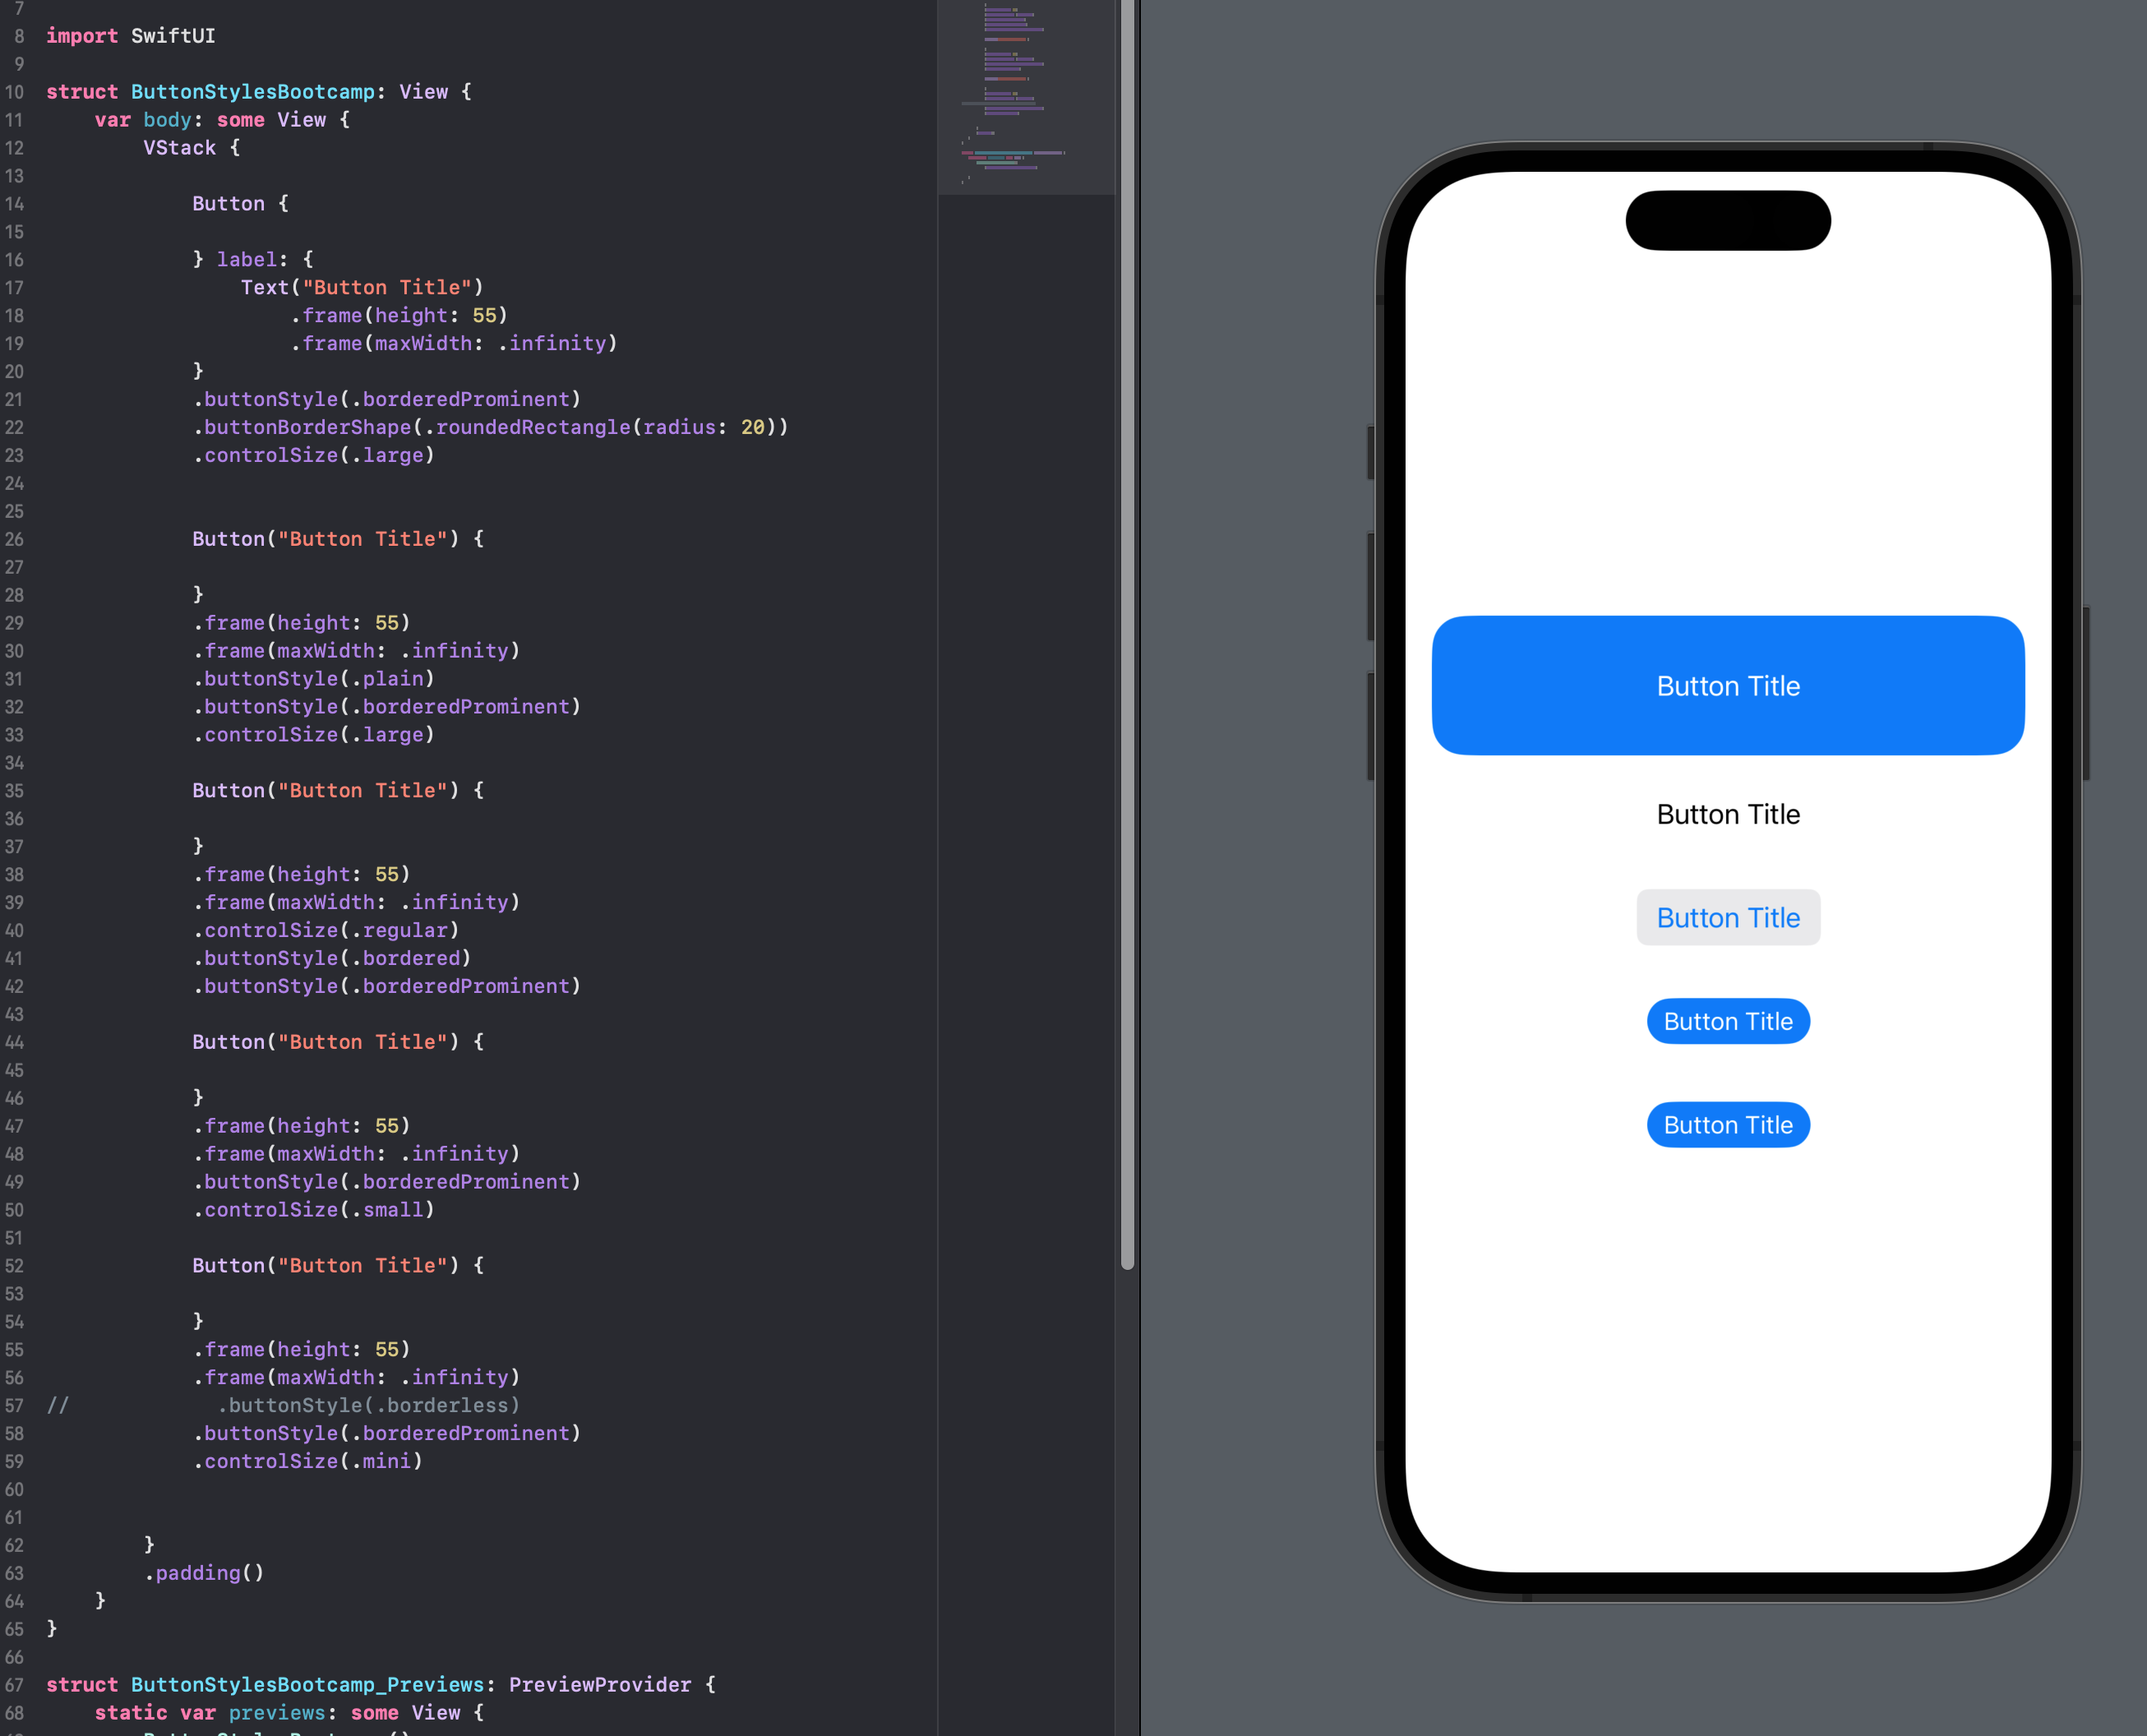 7
8 import SwiftUI
9
10 struct ButtonStylesBootcamp: View {
11 var body: some View {
12 VStack {
13
14 Button {
15
16 } label: {
17 Text("Button Title")
18 .frame(height: 55)
19 .frame(maxWidth: .infinity)
20 }
21 .buttonStyle(.borderedProminent)
22 .buttonBorderShape(.roundedRectangle(radius: 20))
23 .controlSize(.large)
24
25
26 Button("Button Title") {
27
28 }
29 .frame(height: 55)
30 .frame(maxWidth: .infinity)
31 .buttonStyle(.plain)
32 .buttonStyle(.borderedProminent)
33 .controlSize(.large)
34
35 Button("Button Title") {
36
37 }
38 .frame(height: 55)
39 .frame(maxWidth: .infinity)
40 .controlSize(.regular)
41 .buttonStyle(.bordered)
42 .buttonStyle(.borderedProminent)
43
44 Button("Button Title") {
45
46 }
47 .frame(height: 55)
48 .frame(maxWidth: .infinity)
49 .buttonStyle(.borderedProminent)
50 .controlSize(.small)
51
52 Button("Button Title") {
53
54 }
55 .frame(height: 55)
56 .frame(maxWidth: .infinity)
57 // .buttonStyle(.borderless)
58 .buttonStyle(.borderedProminent)
59 .controlSize(.mini)
60
61
62 }
63 .padding()
64 }
65 }
66
67 struct ButtonStylesBootcamp_Previews: PreviewProvider {
68 static var previews: some View {
Button Title
Button Title
Button Title
Button Title
Button Title